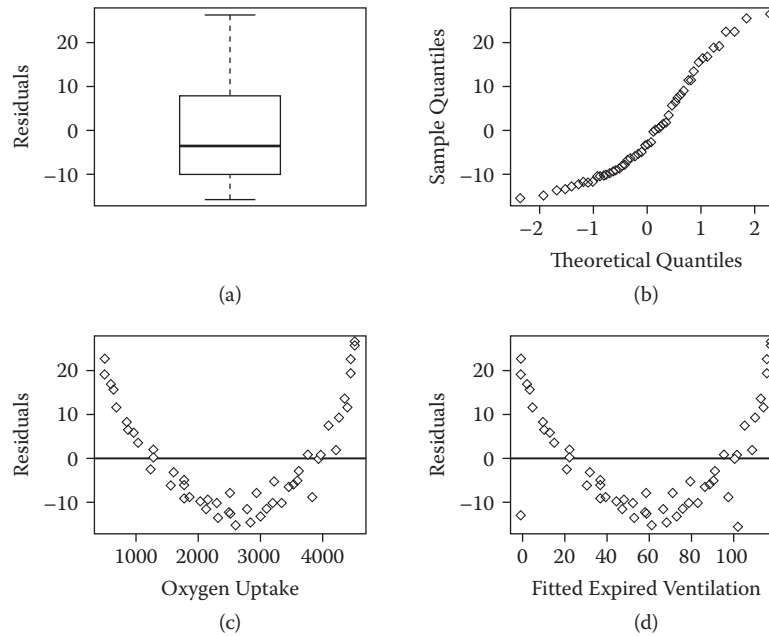 Residuals
20
10
0
−10
(a)
Sample Quantiles
20
10
0
−10
−2 −1 0 1 2
Theoretical Quantiles
(b)
Residuals
20
10
0
−10
1000 2000 3000 4000
Oxygen Uptake
(c)
Residuals
20
10
0
−10
0 20 40 60 80 100
Fitted Expired Ventilation
(d)